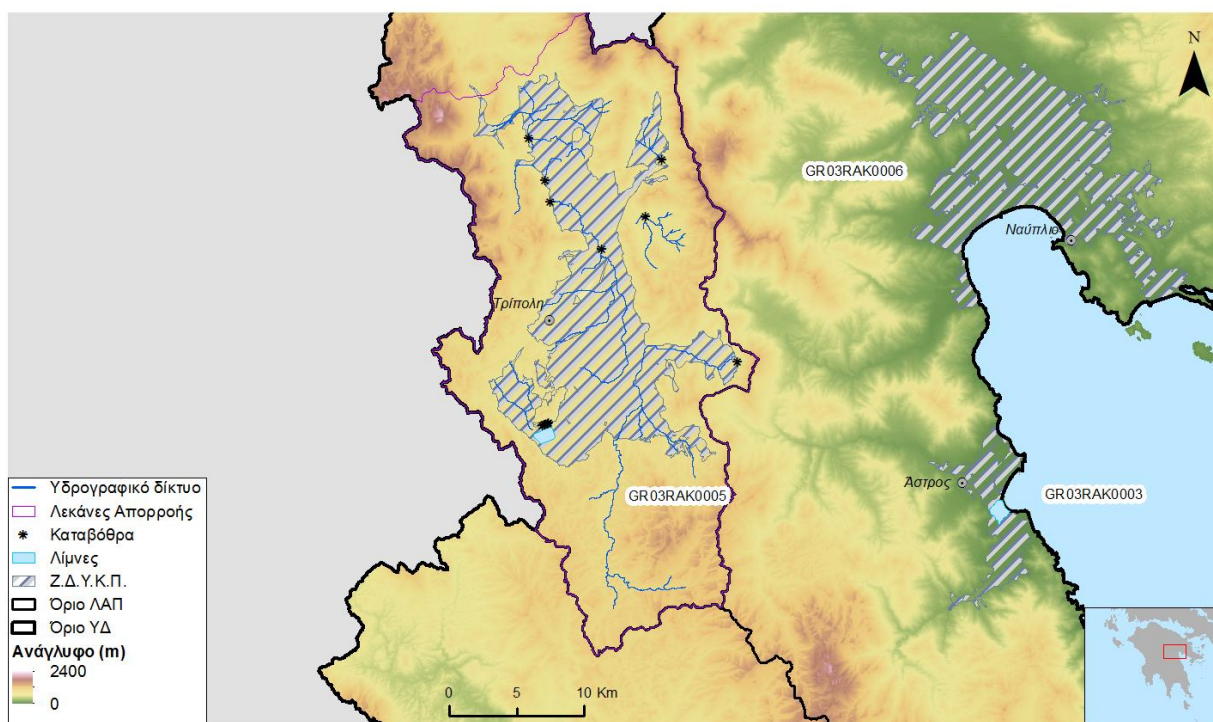 N
GR03RAK0006
Ναύπλιο
Τρίπολη
Άστρος
GR03RAK0005
GR03RAK0003
Υδρογραφικό δίκτυο
Λεκάνες Απορροής
Καταβόθρα
Λίμνες
Ζ.Δ.Υ.Κ.Π.
Όριο ΛΑΠ
Όριο ΥΔ
Ανάγλυφο (m)
2400
0
0 5 10 Km